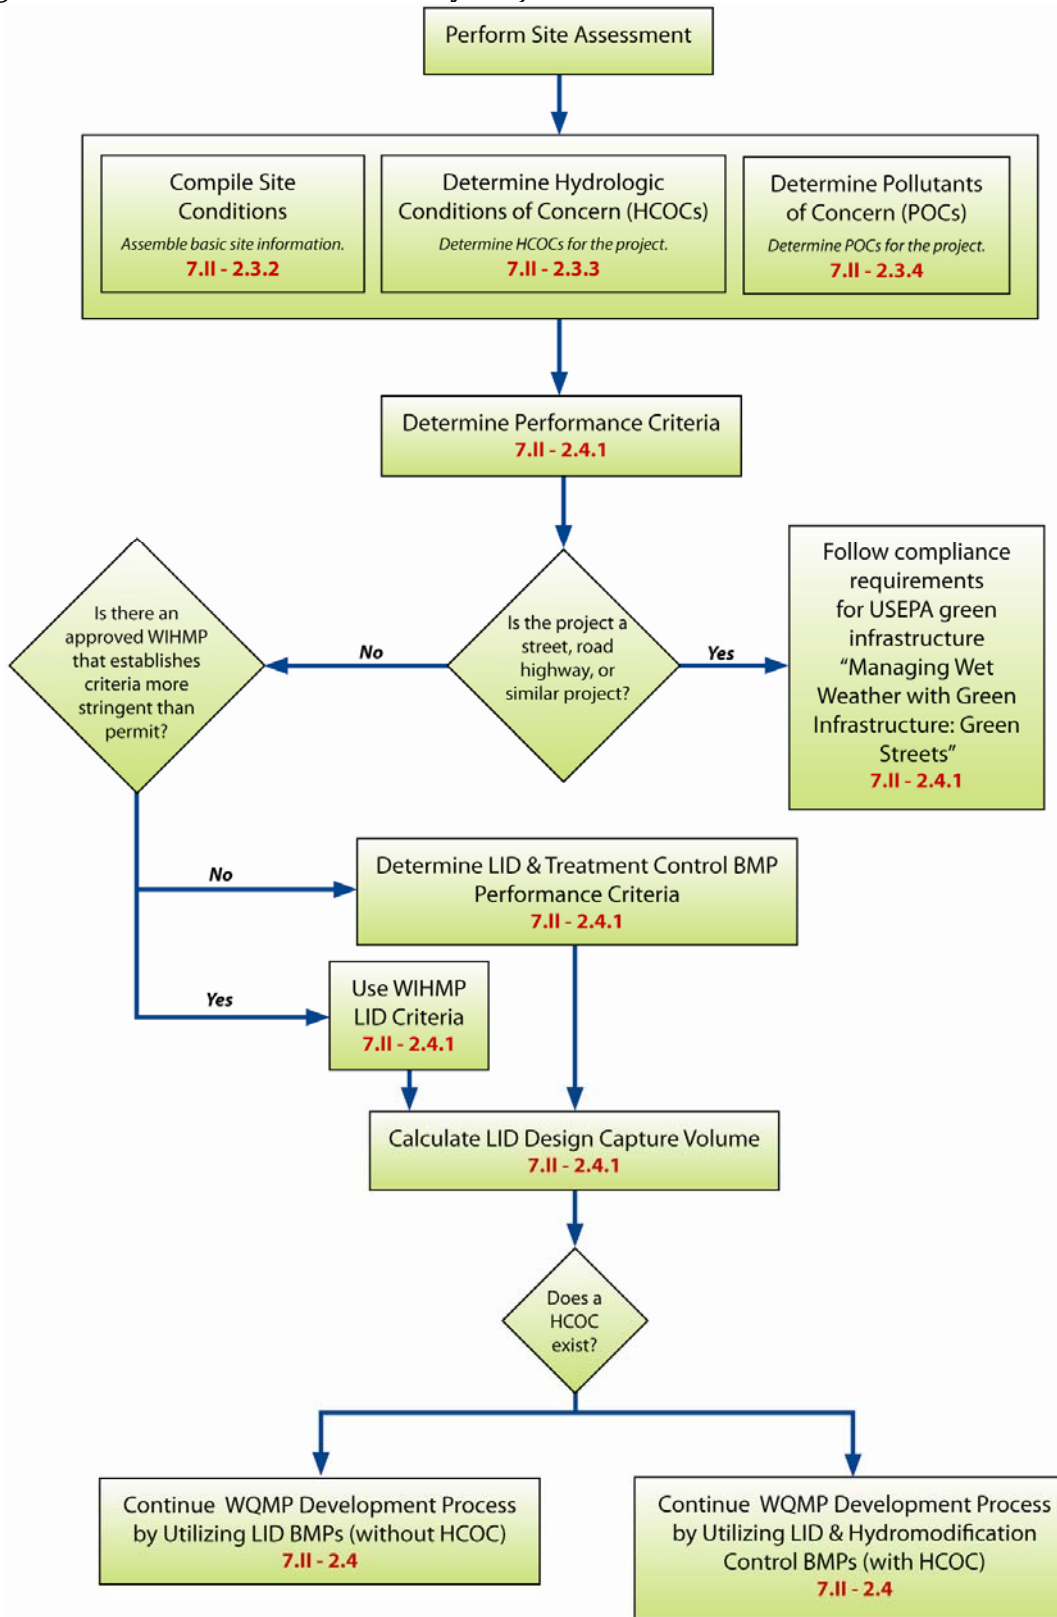 Perform Site Assessment
Compile Site
Conditions
Assemble basic site information.
7.II - 2.3.2
Determine Hydrologic
Conditions of Concern (HCOCs)
Determine HCOCs for the project.
7.II - 2.3.3
Determine Pollutants
of Concern (POCs)
Determine POCs for the project.
7.II - 2.3.4
Determine Performance Criteria
7.II - 2.4.1
Is the project a
street, road
highway, or
similar project?
Yes
Follow compliance
requirements
for USEPA green
infrastructure
“Managing Wet
Weather with Green
Infrastructure: Green
Streets”
7.II - 2.4.1
No
Is there an
approved WIHMP
that establishes
criteria more
stringent than
permit?
No
Determine LID & Treatment Control BMP
Performance Criteria
7.II - 2.4.1
Yes
Use WIHMP
LID Criteria
7.II - 2.4.1
Calculate LID Design Capture Volume
7.II - 2.4.1
Does a
HCOC
exist?
Continue WQMP Development Process
by Utilizing LID BMPs (without HCOC)
7.II - 2.4
Continue WQMP Development Process
by Utilizing LID & Hydromodification
Control BMPs (with HCOC)
7.II - 2.4